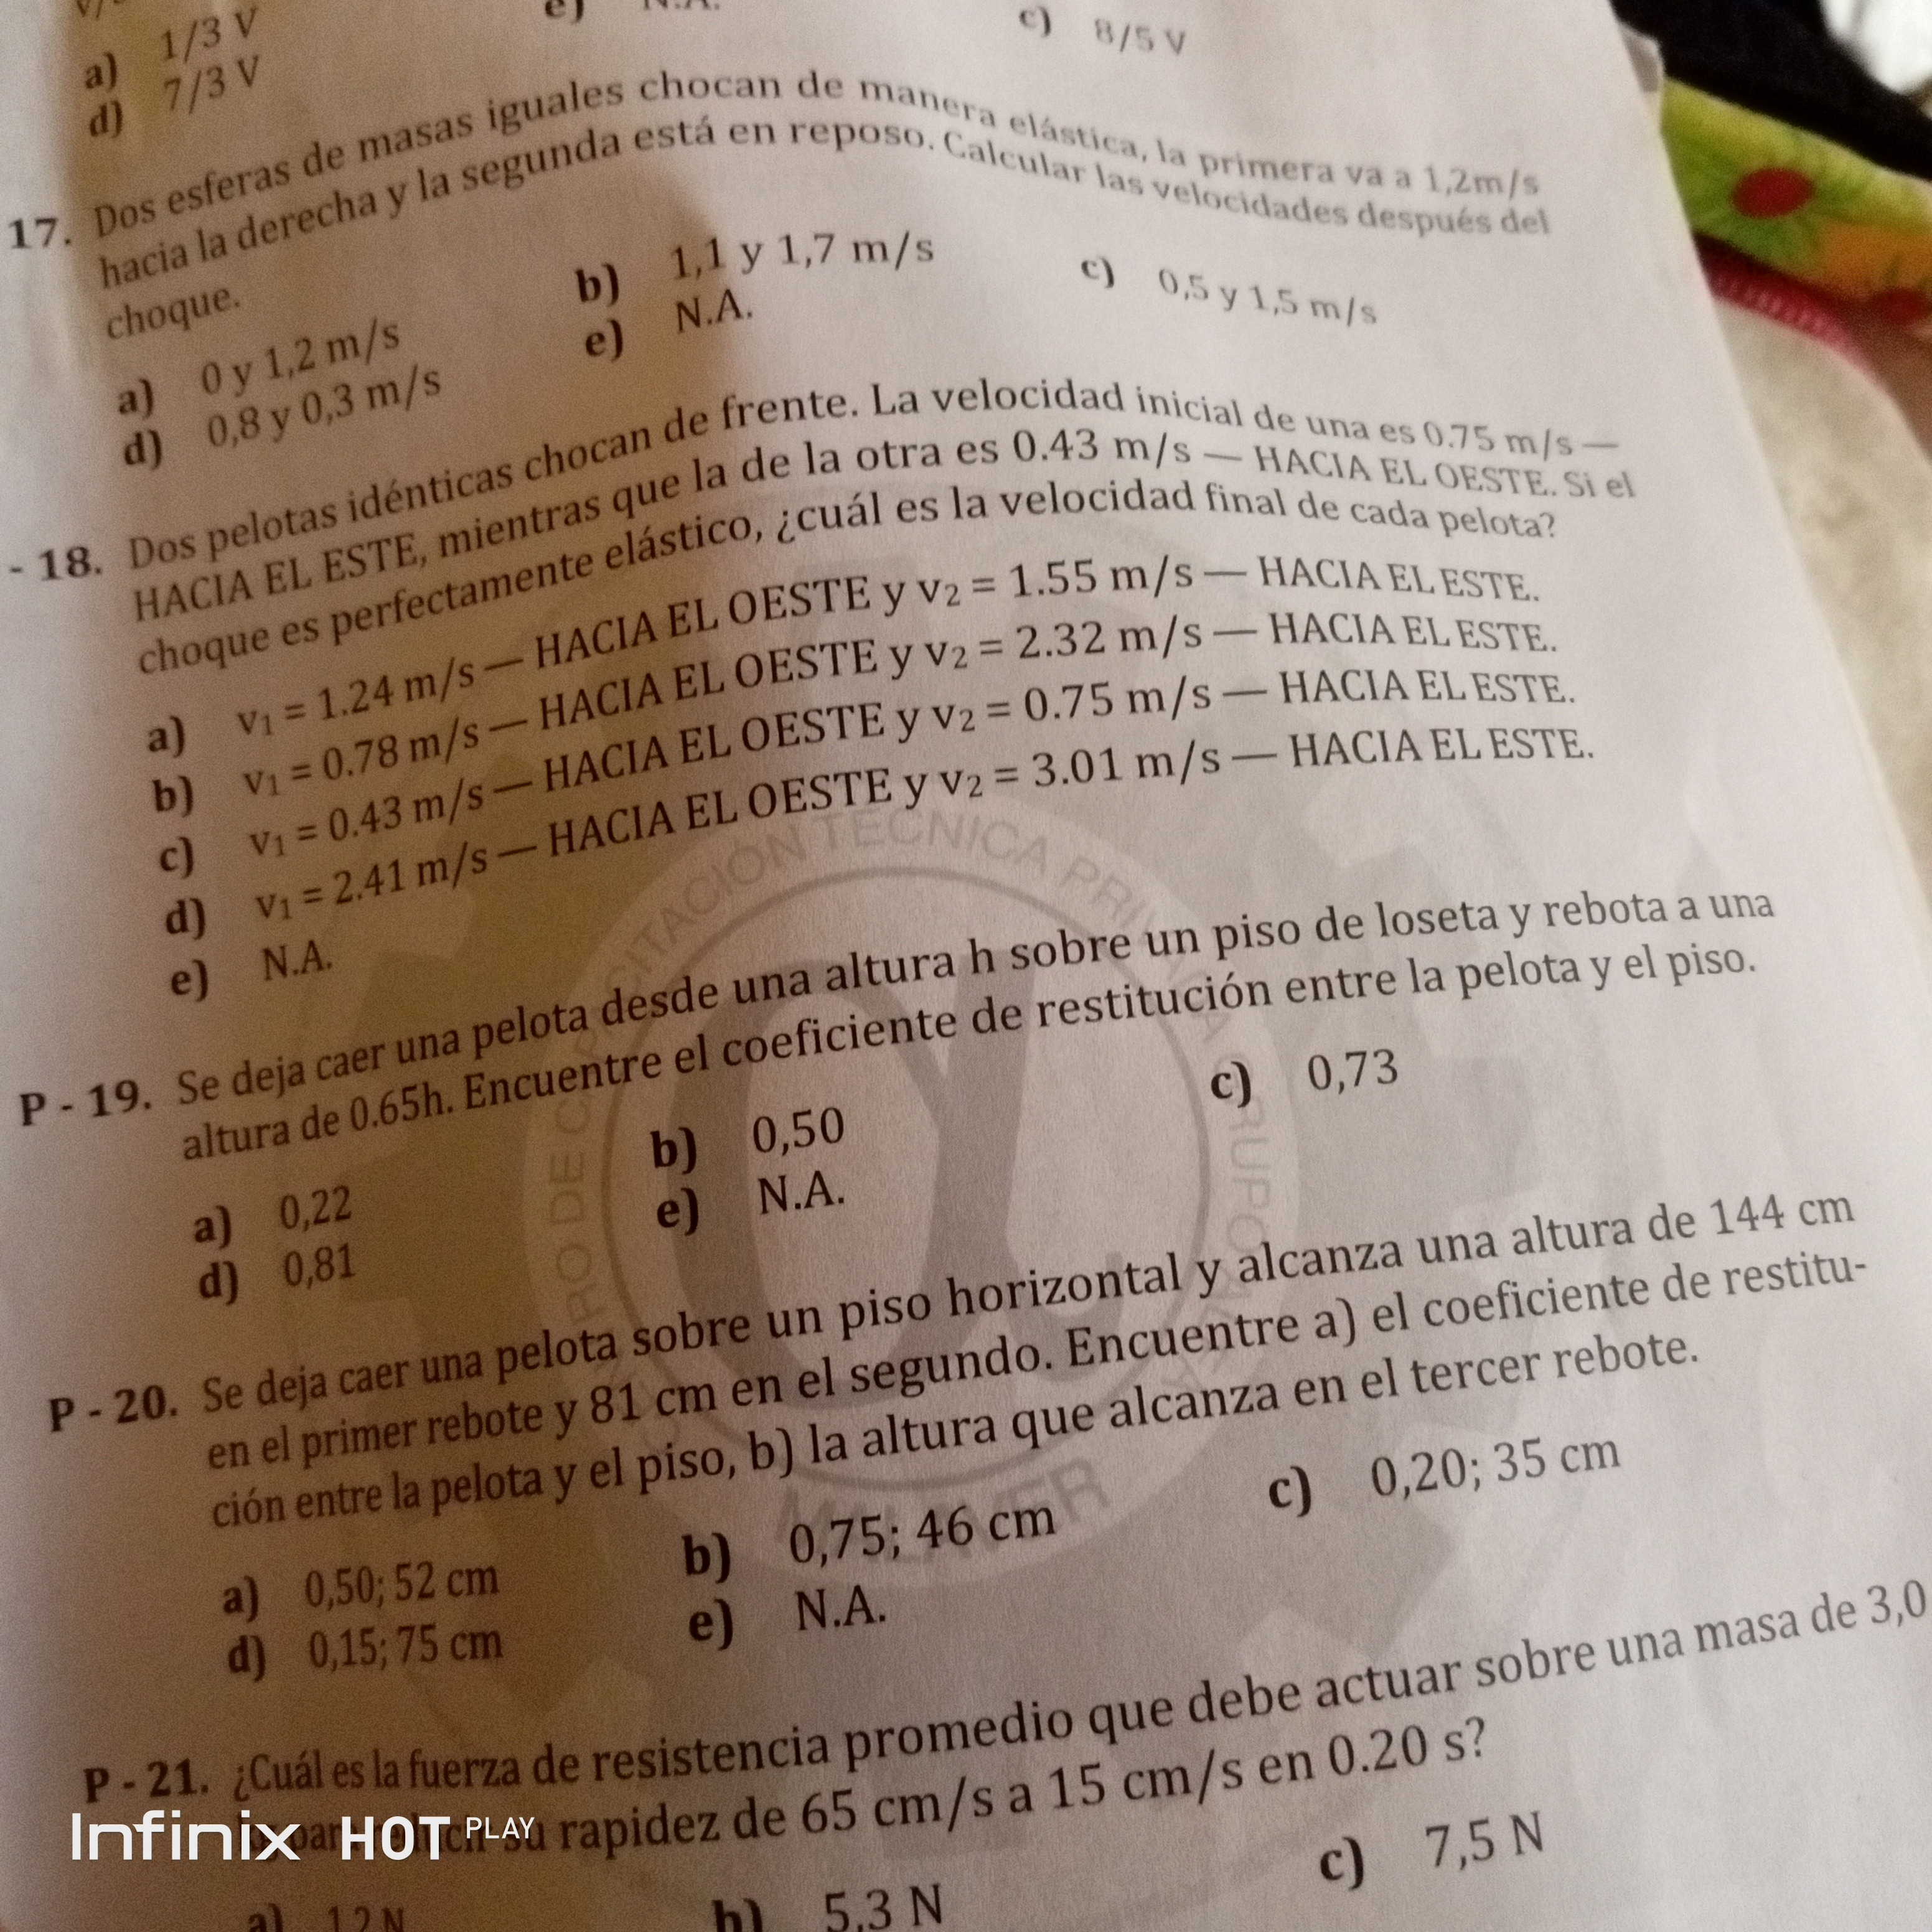 a) 1/3 V
e) N.A.
c) 8/5 V
d) 7/3 V
17. Dos esferas de masas iguales chocan de manera elástica, la primera va a 1,2m/s
hacia la derecha y la segunda está en reposo. Calcular las velocidades después del
choque.
a) 0 y 1,2 m/s b) 1,1 y 1,7 m/s c) 0,5 y 1,5 m/s
d) 0,8 y 0,3 m/s e) N.A.
- 18. Dos pelotas idénticas chocan de frente. La velocidad inicial de una es 0.75 m/s —
HACIA EL ESTE, mientras que la de la otra es 0.43 m/s — HACIA EL OESTE. Si el
choque es perfectamente elástico, ¿cuál es la velocidad final de cada pelota?
a) v₁ = 1.24 m/s — HACIA EL OESTE y v₂ = 1.55 m/s — HACIA EL ESTE.
b) v₁ = 0.78 m/s — HACIA EL OESTE y v₂ = 2.32 m/s — HACIA EL ESTE.
c) v₁ = 0.43 m/s — HACIA EL OESTE y v₂ = 0.75 m/s — HACIA EL ESTE.
d) v₁ = 2.41 m/s — HACIA EL OESTE y v₂ = 3.01 m/s — HACIA EL ESTE.
e) N.A.
P - 19. Se deja caer una pelota desde una altura h sobre un piso de loseta y rebota a una
altura de 0.65h. Encuentre el coeficiente de restitución entre la pelota y el piso.
a) 0,22 b) 0,50 c) 0,73
d) 0,81 e) N.A.
P - 20. Se deja caer una pelota sobre un piso horizontal y alcanza una altura de 144 cm
en el primer rebote y 81 cm en el segundo. Encuentre a) el coeficiente de restitu-
ción entre la pelota y el piso, b) la altura que alcanza en el tercer rebote.
a) 0,50; 52 cm b) 0,75; 46 cm c) 0,20; 35 cm
d) 0,15; 75 cm e) N.A.
P - 21. ¿Cuál es la fuerza de resistencia promedio que debe actuar sobre una masa de 3,0
su rapidez de 65 cm/s a 15 cm/s en 0.20 s?
a) 12 N b) 5,3 N c) 7,5 N
Infinix HOT PLAY